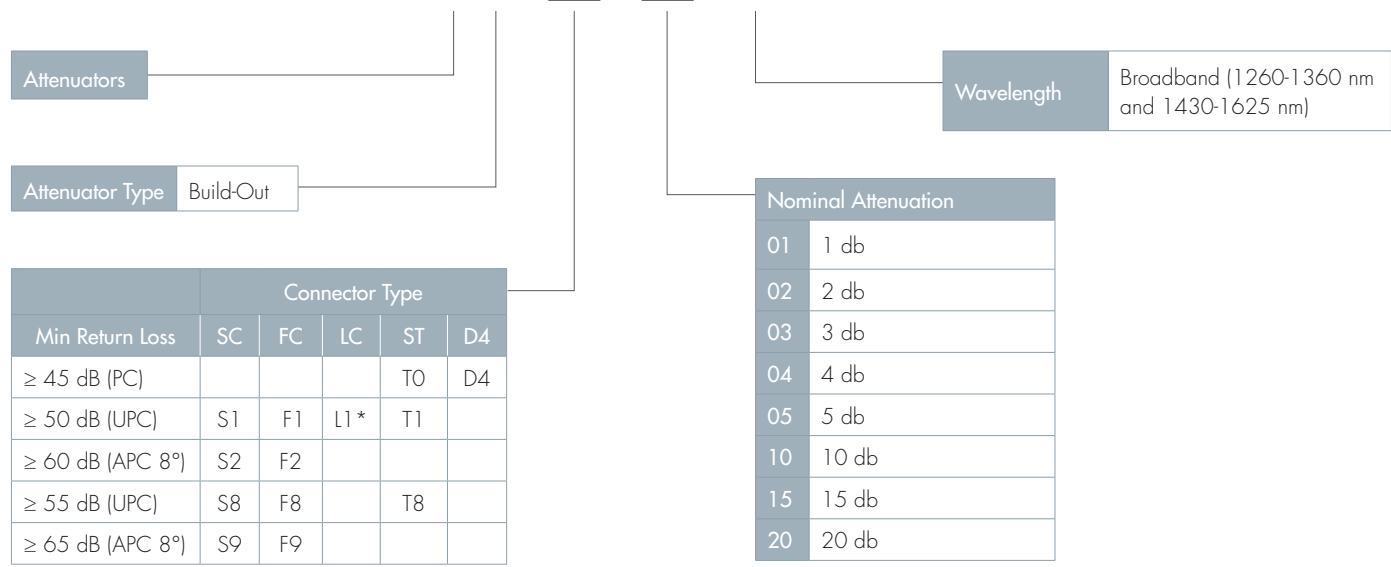 Attenuators
Wavelength Broadband (1260-1360 nm
and 1430-1625 nm)
Attenuator Type Build-Out
Nominal Attenuation
01 1 db
02 2 db
03 3 db
04 4 db
05 5 db
10 10 db
15 15 db
20 20 db
Connector Type
Min Return Loss SC FC LC ST D4
≥ 45 dB (PC) T0 D4
≥ 50 dB (UPC) S1 F1 L1* T1
≥ 60 dB (APC 8°) S2 F2
≥ 55 dB (UPC) S8 F8 T8
≥ 65 dB (APC 8°) S9 F9